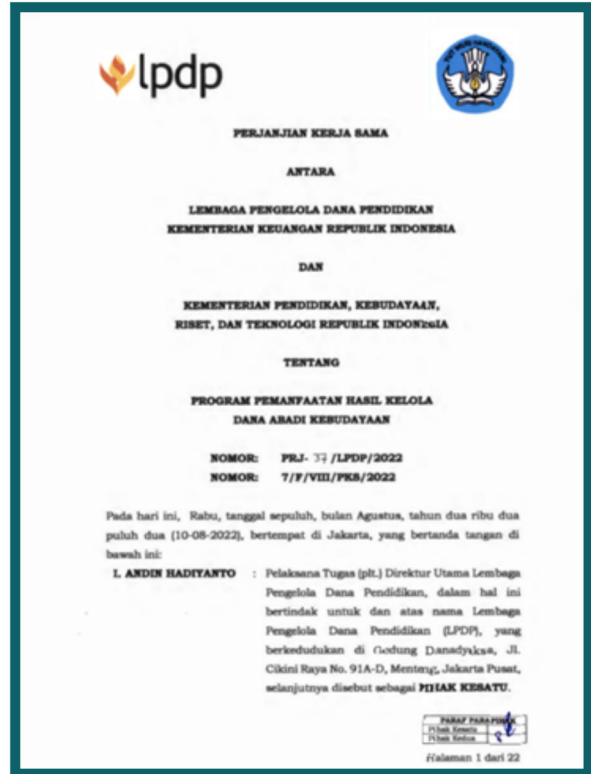 lpdp
TUT WURI HANDAYANI
PERJANJIAN KERJA SAMA
ANTARA
LEMBAGA PENGELOLA DANA PENDIDIKAN
KEMENTERIAN KEUANGAN REPUBLIK INDONESIA
DAN
KEMENTERIAN PENDIDIKAN, KEBUDAYAAN,
RISET, DAN TEKNOLOGI REPUBLIK INDONESIA
TENTANG
PROGRAM PEMANFAATAN HASIL KELOLA
DANA ABADI KEBUDAYAAN
NOMOR: PRJ- 37 /LPDP/2022
NOMOR: 7/F/VIII/PKS/2022
Pada hari ini, Rabu, tanggal sepuluh, bulan Agustus, tahun dua ribu dua
puluh dua (10-08-2022), bertempat di Jakarta, yang bertanda tangan di
bawah ini:
I. ANDIN HADIYANTO : Pelaksana Tugas (plt.) Direktur Utama Lembaga
Pengelola Dana Pendidikan, dalam hal ini
bertindak untuk dan atas nama Lembaga
Pengelola Dana Pendidikan (LPDP), yang
berkedudukan di Gedung Danadyaksa, Jl.
Cikini Raya No. 91A-D, Menteng, Jakarta Pusat,
selanjutnya disebut sebagai PIHAK KESATU.
PARAF PARA PIHAK
Pihak Kesatu
Pihak Kedua
Halaman 1 dari 22